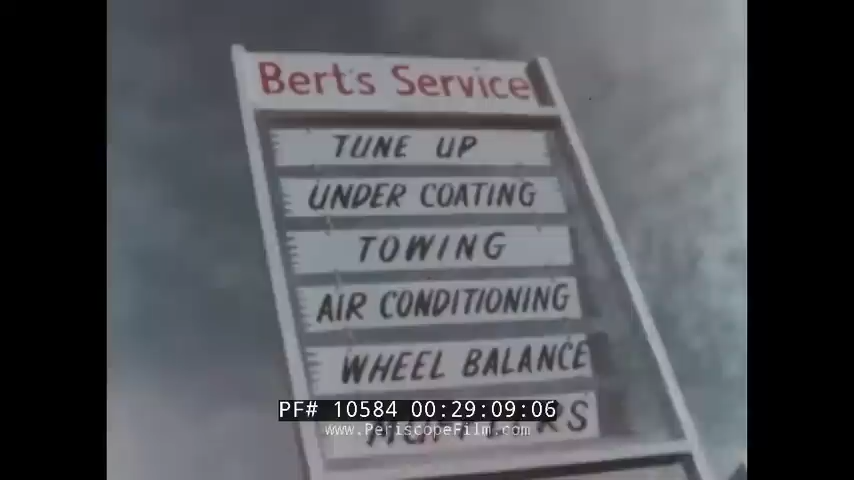 Bert's Service
TUNE UP
UNDER COATING
TOWING
AIR CONDITIONING
WHEEL BALANCE
PF# 10584 00:29:09:06
www.PeriscopeFilm.com